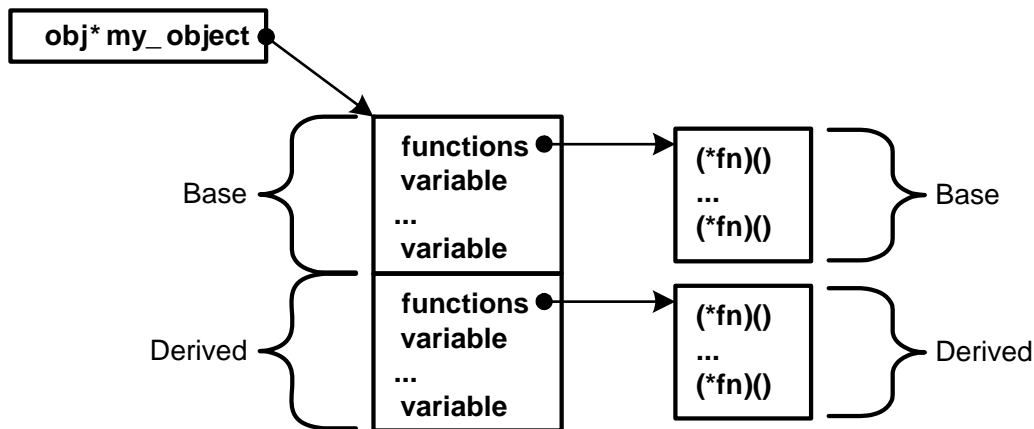 obj* my_object
Base
functions
variable
...
variable
(*fn)()
...
(*fn)()
Base
Derived
functions
variable
...
variable
(*fn)()
...
(*fn)()
Derived